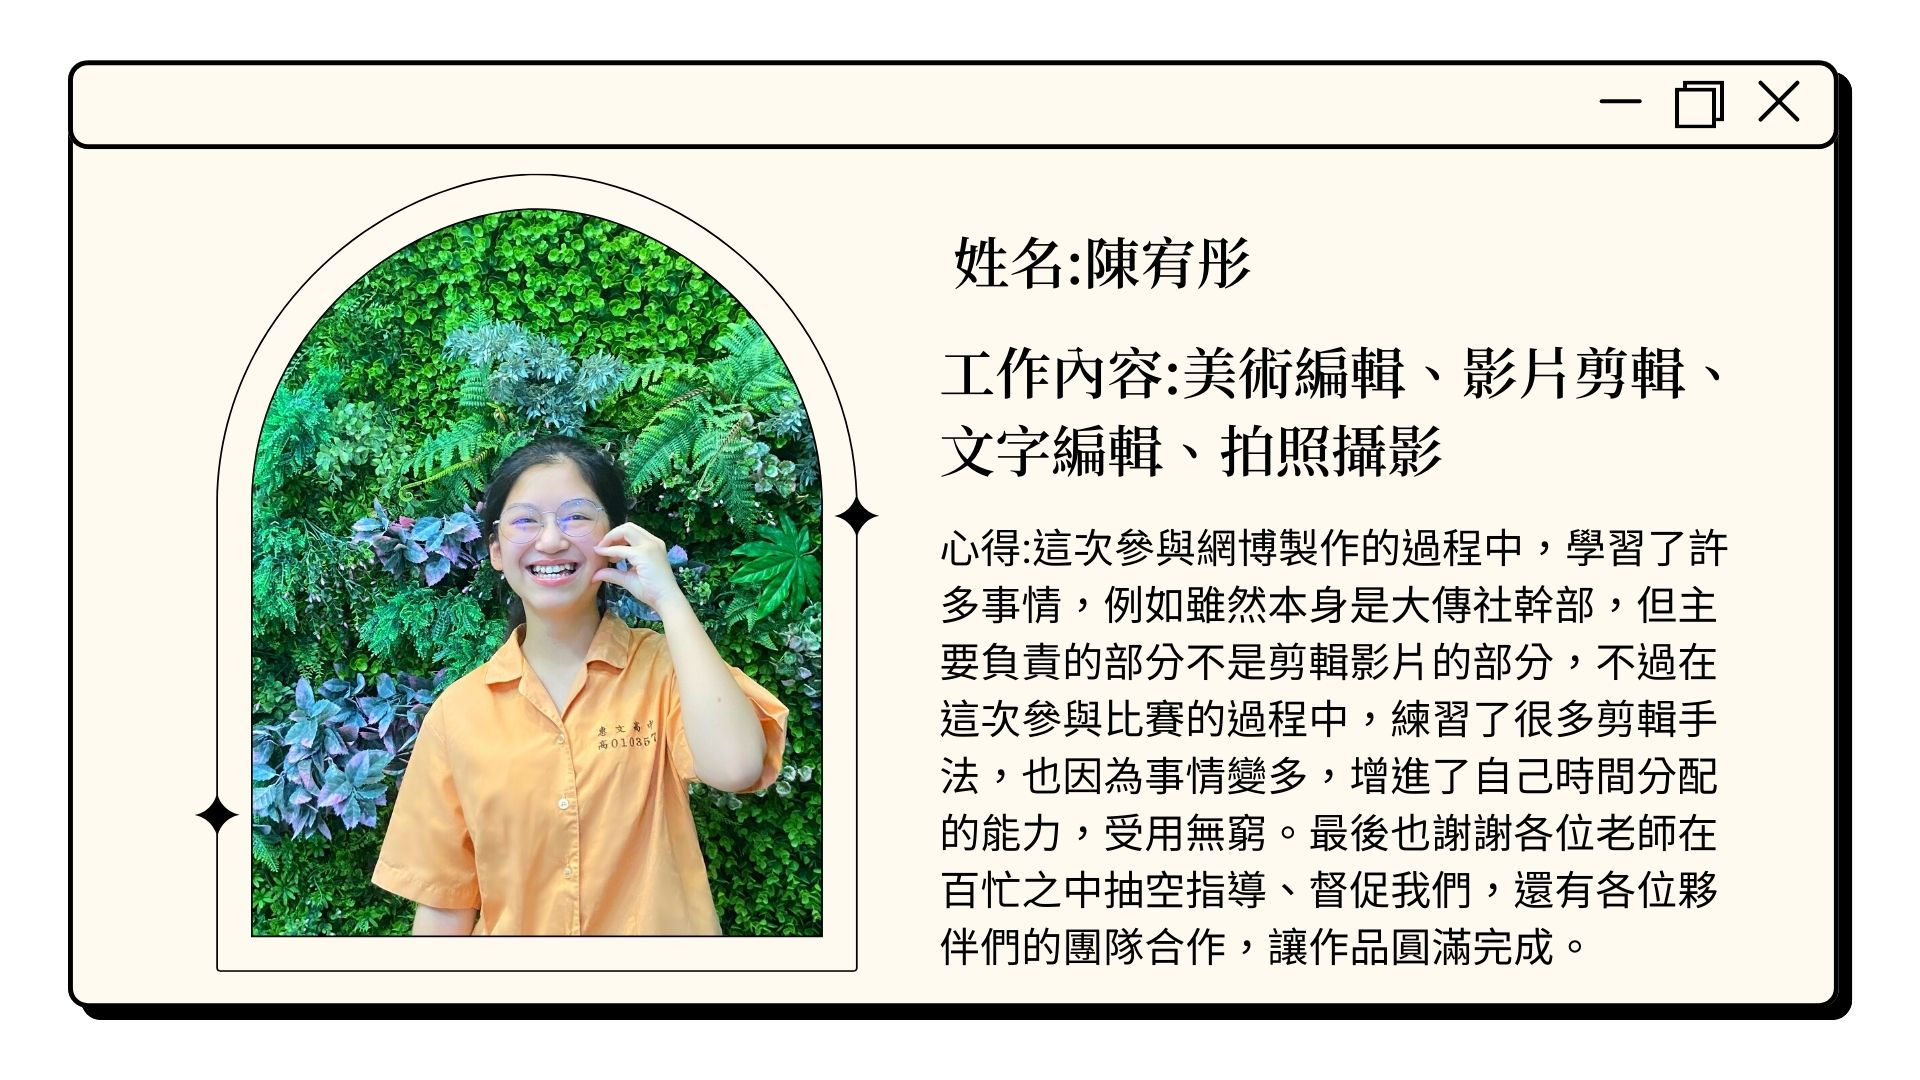 惠文高中
高010357
姓名:陳宥彤
工作內容:美術編輯、影片剪輯、
文字編輯、拍照攝影
心得:這次參與網博製作的過程中，學習了許
多事情，例如雖然本身是大傳社幹部，但主
要負責的部分不是剪輯影片的部分，不過在
這次參與比賽的過程中，練習了很多剪輯手
法，也因為事情變多，增進了自己時間分配
的能力，受用無窮。最後也謝謝各位老師在
百忙之中抽空指導、督促我們，還有各位夥
伴們的團隊合作，讓作品圓滿完成。